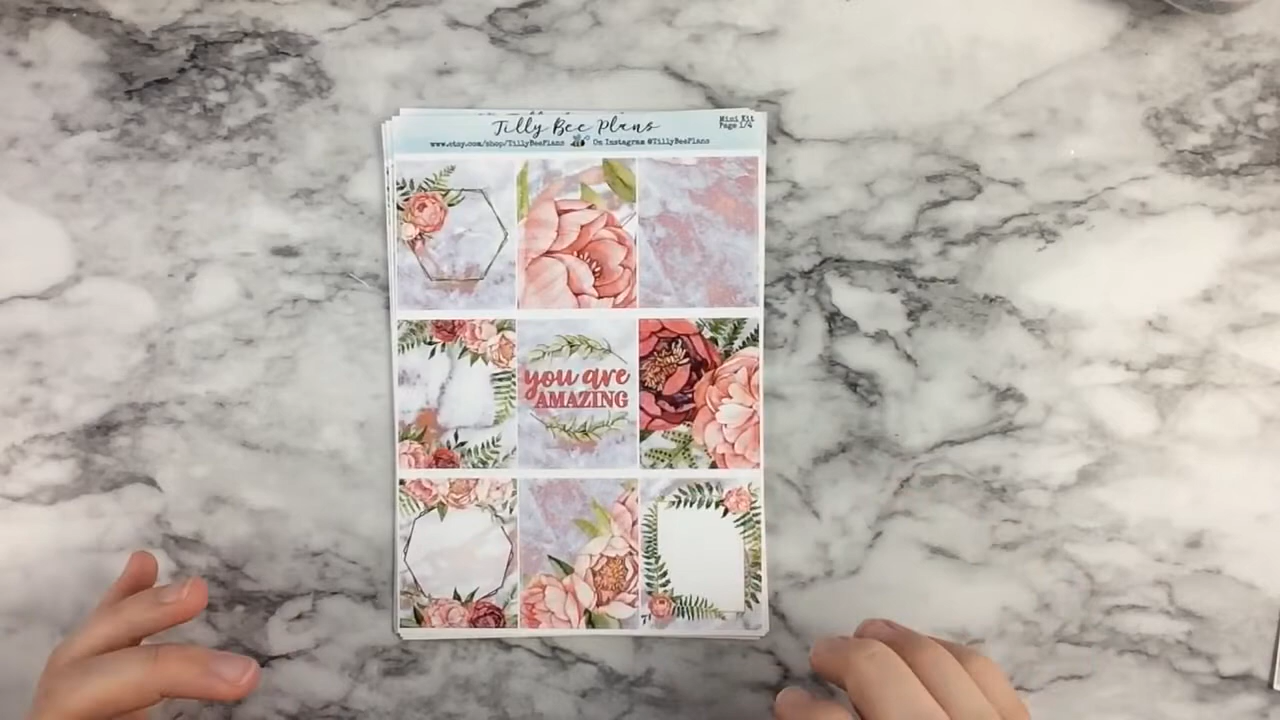 Tilly Bee Plans
Mini Kit
Page 1/4
www.etsy.com/shop/TillyBeePlans On Instagram @TillyBeePlans
you are
AMAZING